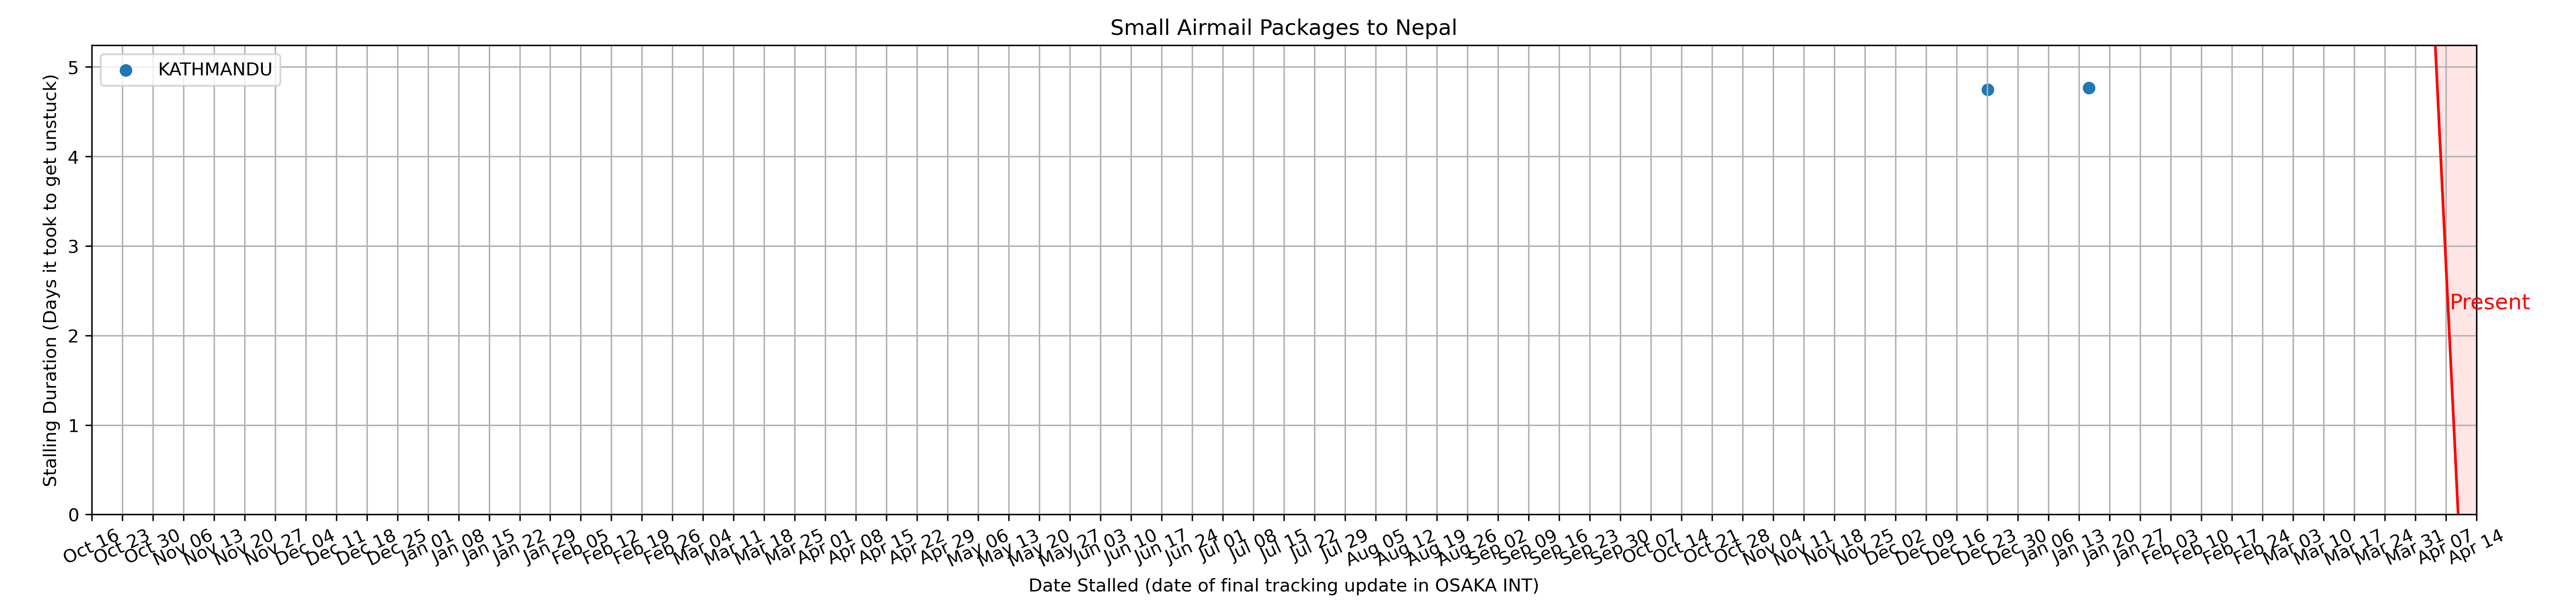 Small Airmail Packages to Nepal
KATHMANDU
5
4
3
2
1
0
Stalling Duration (Days it took to get unstuck)
Present
Oct 16
Oct 23
Oct 30
Nov 06
Nov 13
Nov 20
Nov 27
Dec 04
Dec 11
Dec 18
Dec 25
Jan 01
Jan 08
Jan 15
Jan 22
Jan 29
Feb 05
Feb 12
Feb 19
Feb 26
Mar 04
Mar 11
Mar 18
Mar 25
Apr 01
Apr 08
Apr 15
Apr 22
Apr 29
May 06
May 13
May 20
May 27
Jun 03
Jun 10
Jun 17
Jun 24
Jul 01
Jul 08
Jul 15
Jul 22
Jul 29
Aug 05
Aug 12
Aug 19
Aug 26
Sep 02
Sep 09
Sep 16
Sep 23
Sep 30
Oct 07
Oct 14
Oct 21
Oct 28
Nov 04
Nov 11
Nov 18
Nov 25
Dec 02
Dec 09
Dec 16
Dec 23
Dec 30
Jan 06
Jan 13
Jan 20
Jan 27
Feb 03
Feb 10
Feb 17
Feb 24
Mar 03
Mar 10
Mar 17
Mar 24
Mar 31
Apr 07
Apr 14
Date Stalled (date of final tracking update in OSAKA INT)